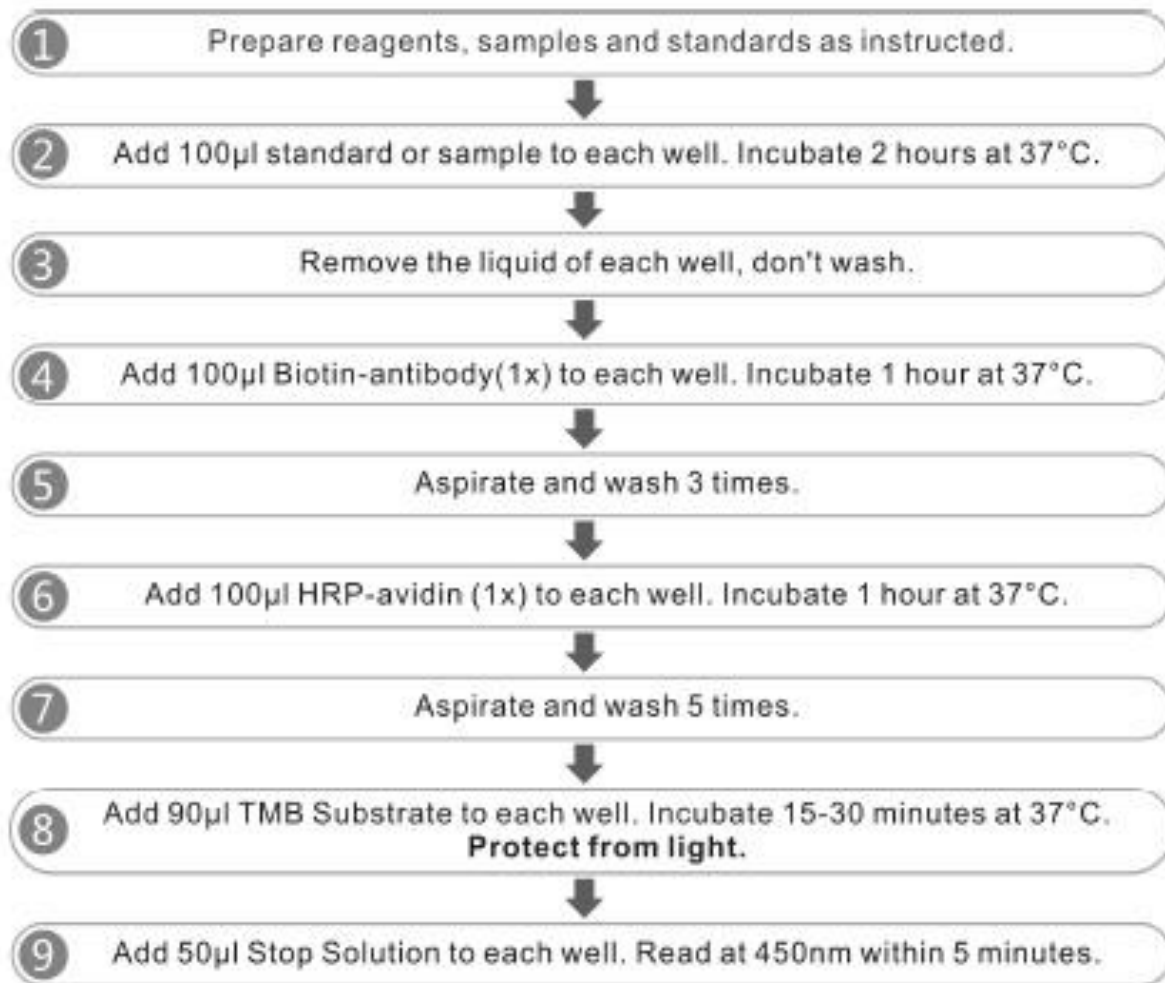 1 Prepare reagents, samples and standards as instructed.
2 Add 100µl standard or sample to each well. Incubate 2 hours at 37°C.
3 Remove the liquid of each well, don't wash.
4 Add 100µl Biotin-antibody(1x) to each well. Incubate 1 hour at 37°C.
5 Aspirate and wash 3 times.
6 Add 100µl HRP-avidin (1x) to each well. Incubate 1 hour at 37°C.
7 Aspirate and wash 5 times.
8 Add 90µl TMB Substrate to each well. Incubate 15-30 minutes at 37°C.
Protect from light.
9 Add 50µl Stop Solution to each well. Read at 450nm within 5 minutes.